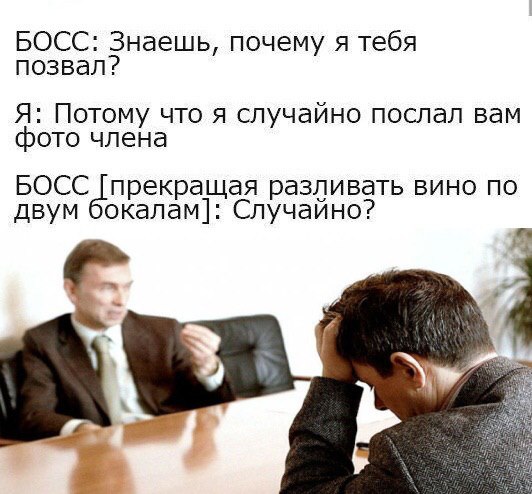 БОСС: Знаешь, почему я тебя
позвал?
Я: Потому что я случайно послал вам
фото члена
БОСС [прекращая разливать вино по
двум бокалам]: Случайно?